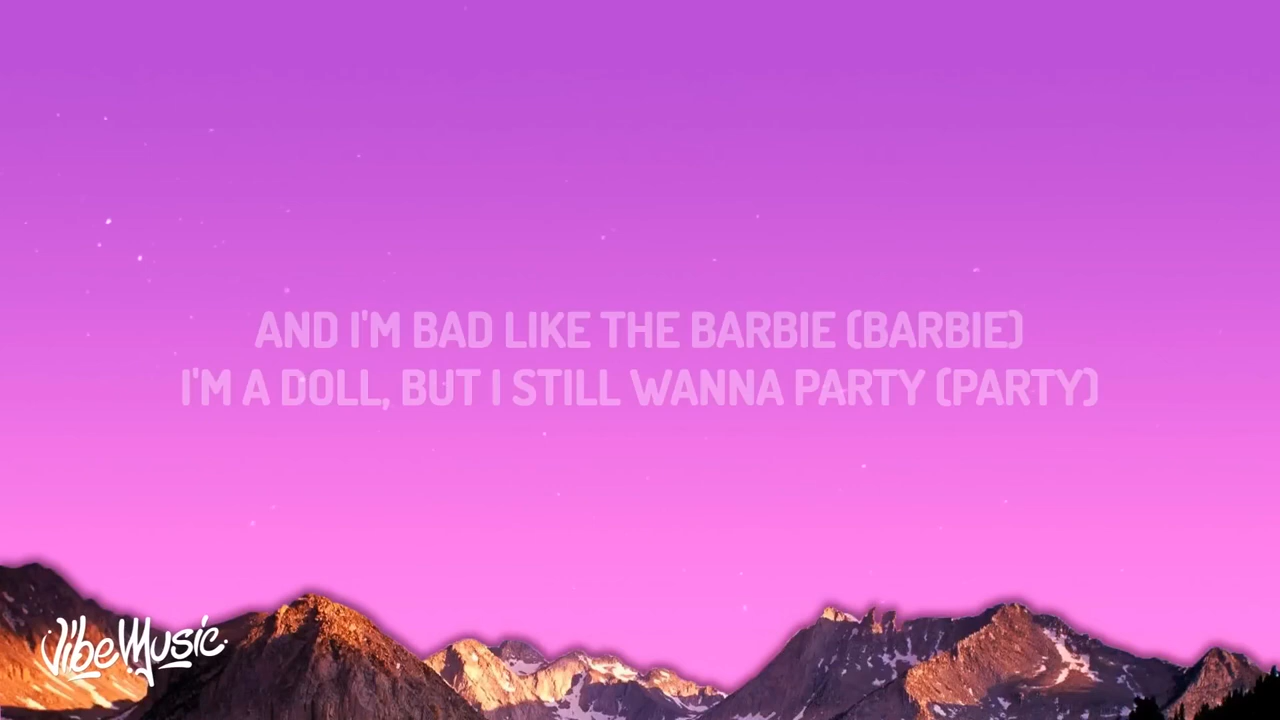 AND I'M BAD LIKE THE BARBIE (BARBIE)
I'M A DOLL, BUT I STILL WANNA PARTY (PARTY)
VibeMusic